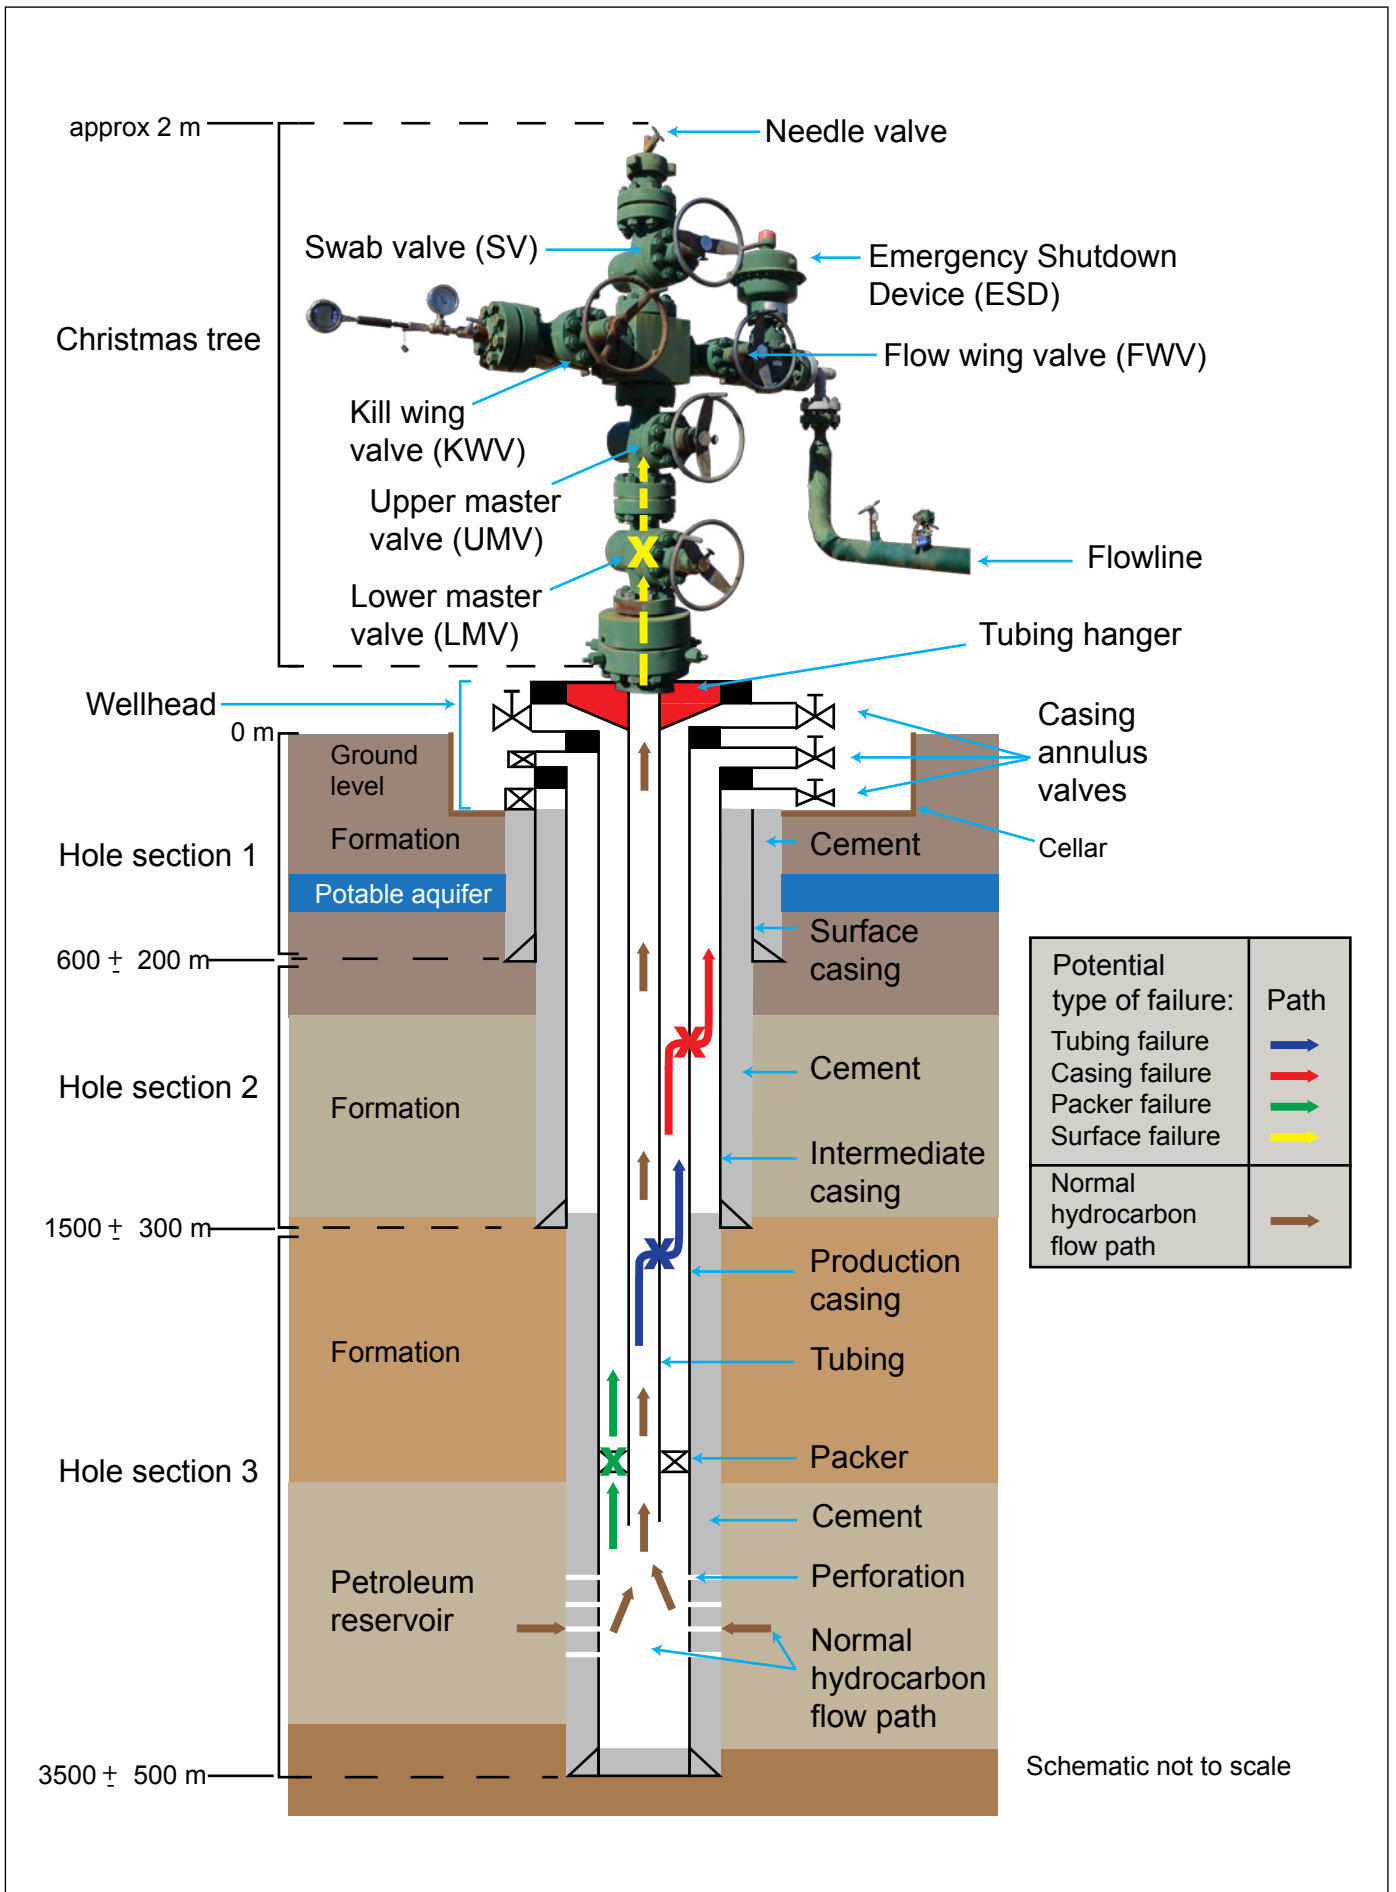 approx 2 m
Needle valve
Swab valve (SV)
Emergency Shutdown
Device (ESD)
Christmas tree
Flow wing valve (FWV)
Kill wing
valve (KWV)
Upper master
valve (UMV)
Flowline
Lower master
valve (LMV)
Tubing hanger
Wellhead
0 m
Casing
annulus
valves
Ground
level
Formation
Cement
Cellar
Hole section 1
Potable aquifer
Surface
casing
600 ± 200 m
Potential
type of failure:
Path
Tubing failure
Casing failure
Packer failure
Surface failure
Normal
hydrocarbon
flow path
Cement
Hole section 2
Formation
Intermediate
casing
1500 ± 300 m
Production
casing
Formation
Tubing
Packer
Hole section 3
Cement
Perforation
Petroleum
reservoir
Normal
hydrocarbon
flow path
3500 ± 500 m
Schematic not to scale